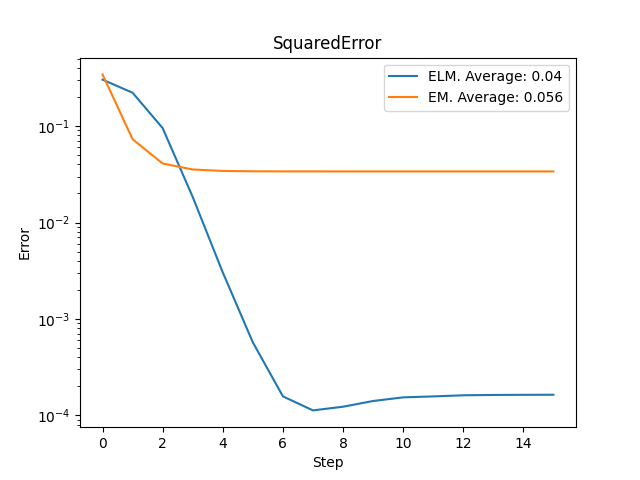 SquaredError
ELM. Average: 0.04
EM. Average: 0.056
10⁻¹
10⁻²
10⁻³
10⁻⁴
Error
0 2 4 6 8 10 12 14
Step